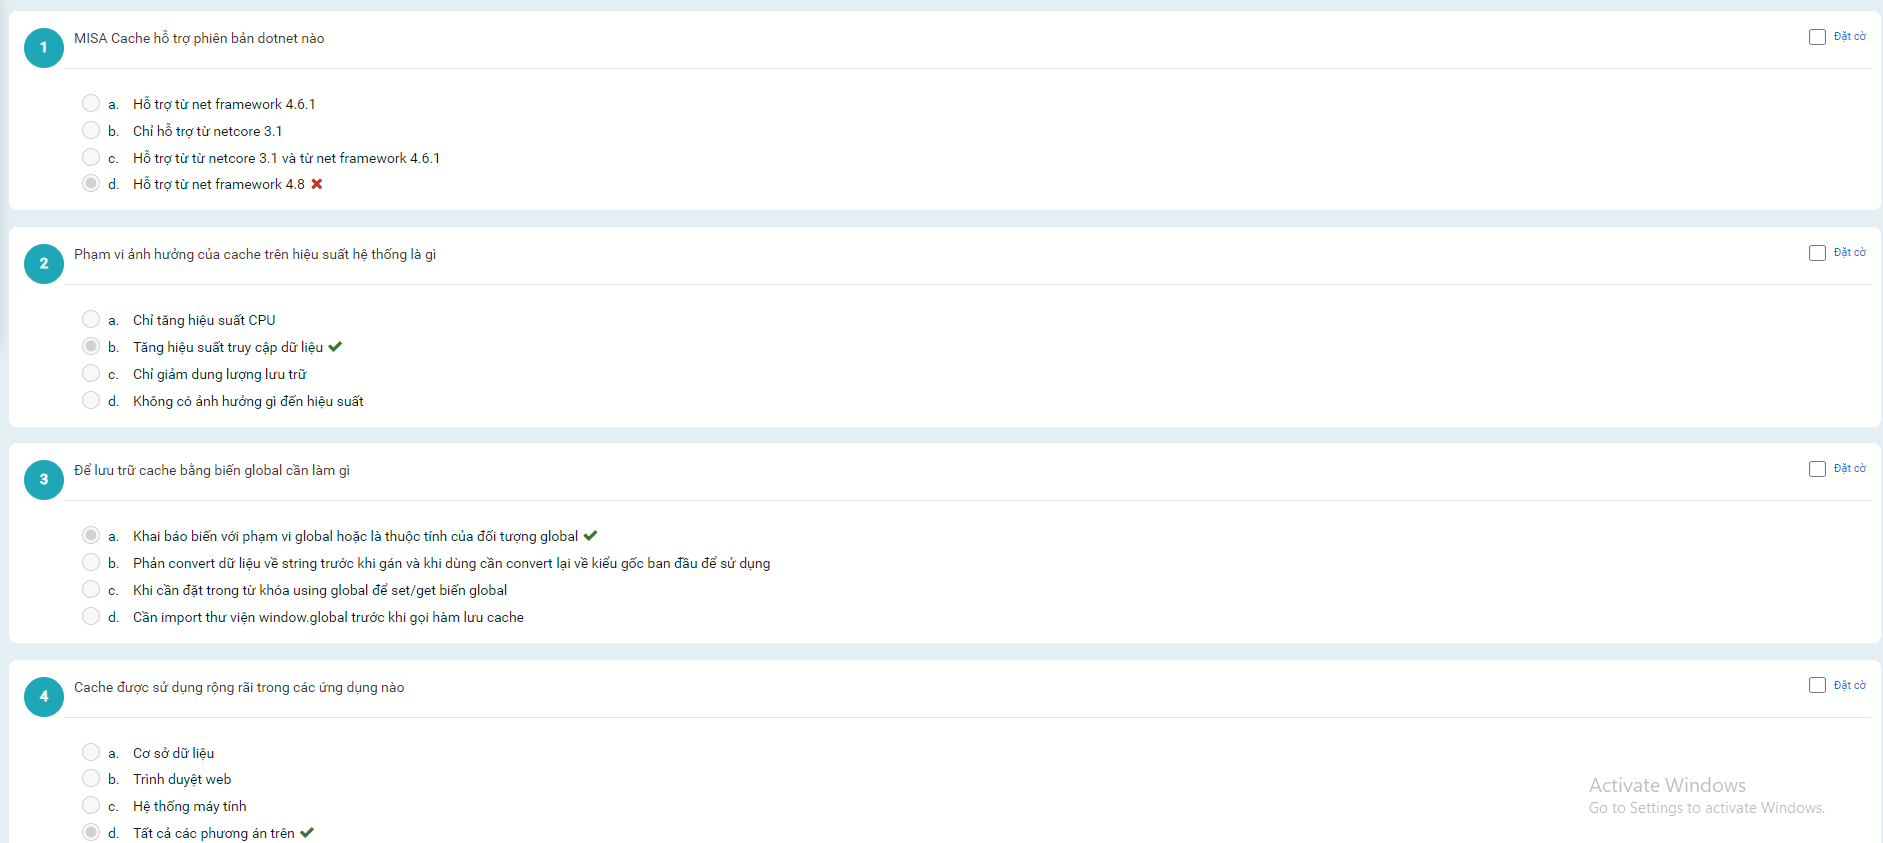 1 MISA Cache hỗ trợ phiên bản dotnet nào
Đặt cờ
a. Hỗ trợ từ net framework 4.6.1
b. Chỉ hỗ trợ từ netcore 3.1
c. Hỗ trợ từ từ netcore 3.1 và từ net framework 4.6.1
d. Hỗ trợ từ net framework 4.8
2 Phạm vi ảnh hưởng của cache trên hiệu suất hệ thống là gì
Đặt cờ
a. Chỉ tăng hiệu suất CPU
b. Tăng hiệu suất truy cập dữ liệu
c. Chỉ giảm dung lượng lưu trữ
d. Không có ảnh hưởng gì đến hiệu suất
3 Để lưu trữ cache bằng biến global cần làm gì
Đặt cờ
a. Khai báo biến với phạm vi global hoặc là thuộc tính của đối tượng global
b. Phản convert dữ liệu về string trước khi gán và khi dùng cần convert lại về kiểu gốc ban đầu để sử dụng
c. Khi cần đặt trong từ khóa using global để set/get biến global
d. Cần import thư viện window.global trước khi gọi hàm lưu cache
4 Cache được sử dụng rộng rãi trong các ứng dụng nào
Đặt cờ
a. Cơ sở dữ liệu
b. Trình duyệt web
c. Hệ thống máy tính
d. Tất cả các phương án trên
Activate Windows
Go to Settings to activate Windows.